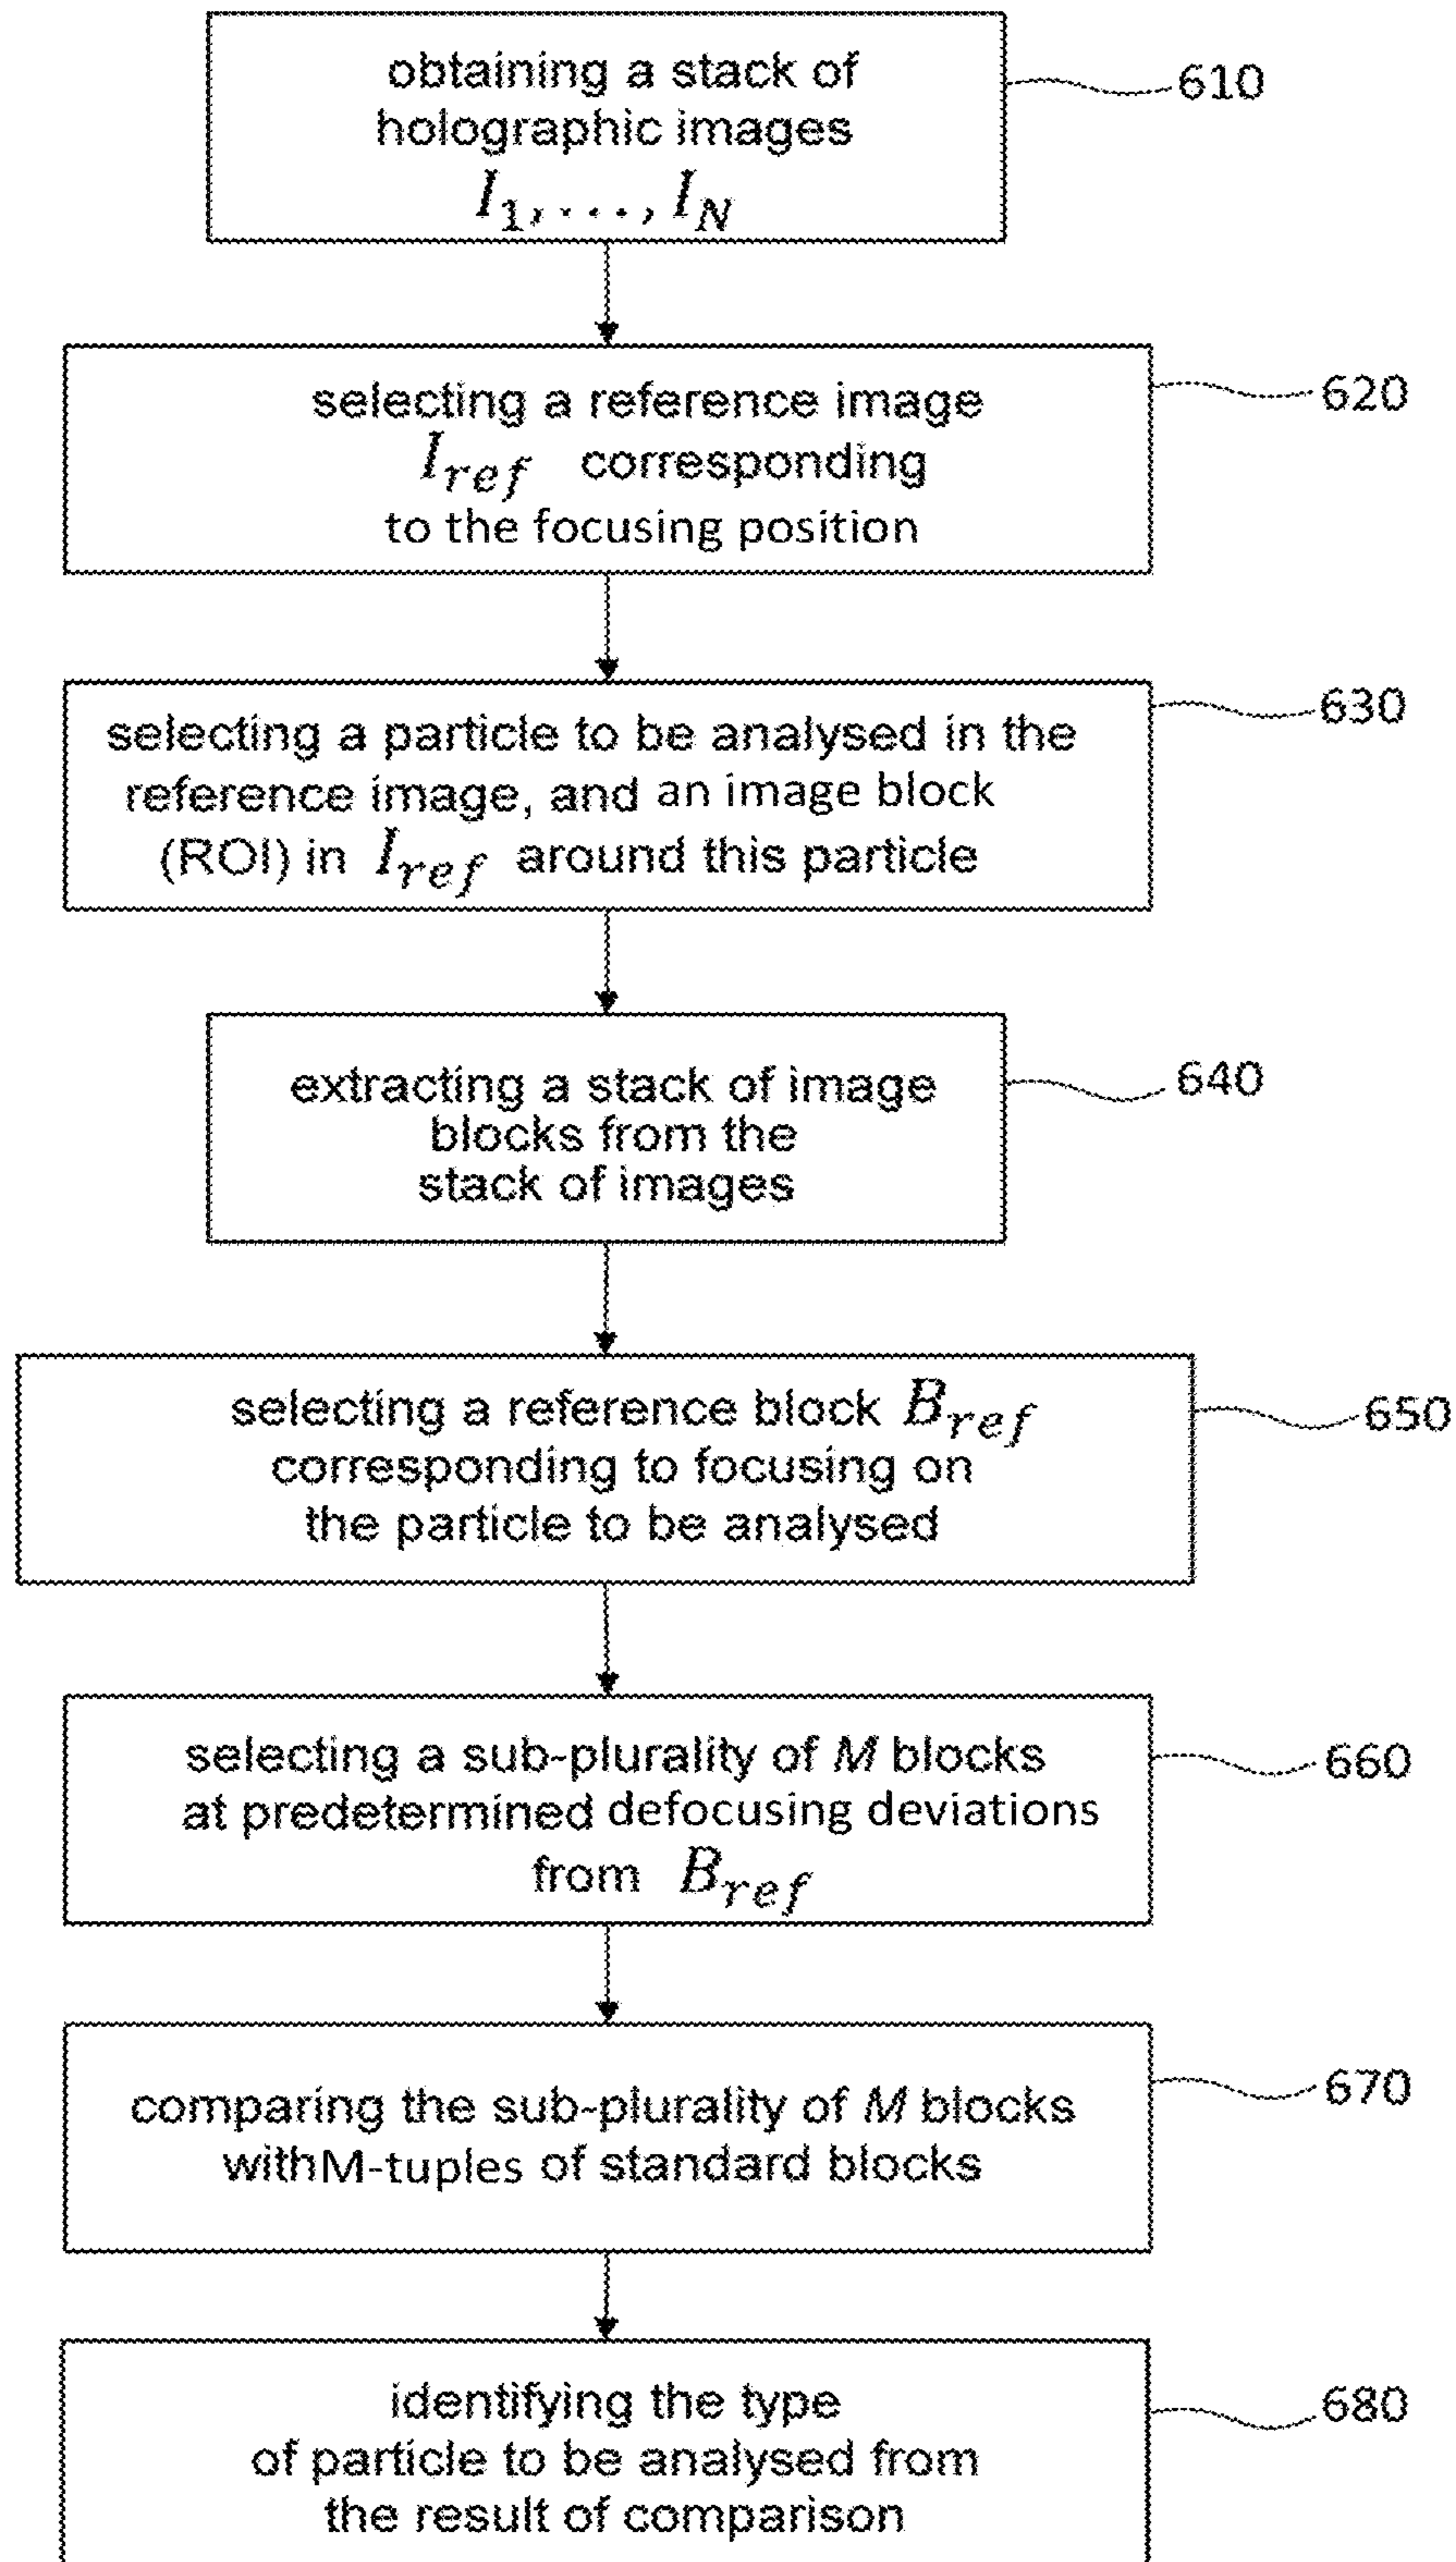 obtaining a stack of
holographic images
I₁, ..., I_N
610
selecting a reference image
I_ref corresponding
to the focusing position
620
selecting a particle to be analysed in the
reference image, and an image block
(ROI) in I_ref around this particle
630
extracting a stack of image
blocks from the
stack of images
640
selecting a reference block B_ref
corresponding to focusing on
the particle to be analysed
650
selecting a sub-plurality of M blocks
at predetermined defocusing deviations
from B_ref
660
comparing the sub-plurality of M blocks
withM-tuples of standard blocks
670
identifying the type
of particle to be analysed from
the result of comparison
680